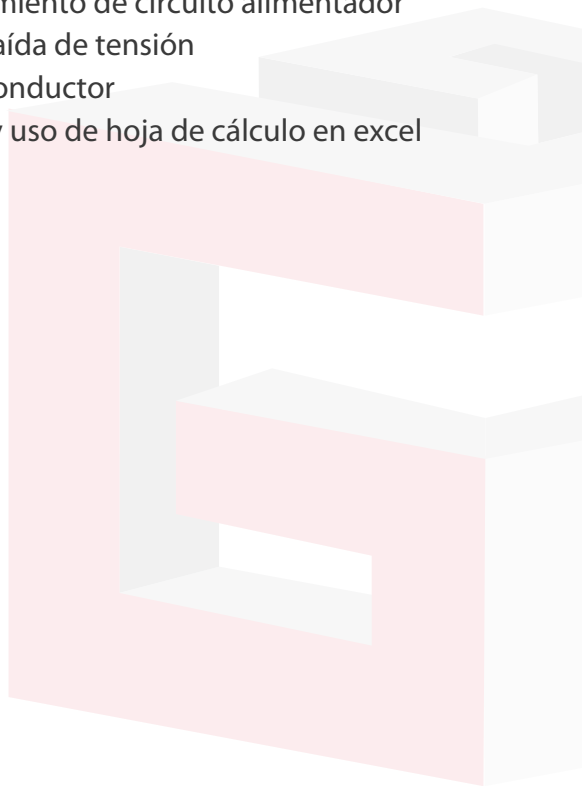 miento de circuito alimentador
aída de tensión
onductor
y uso de hoja de cálculo en excel